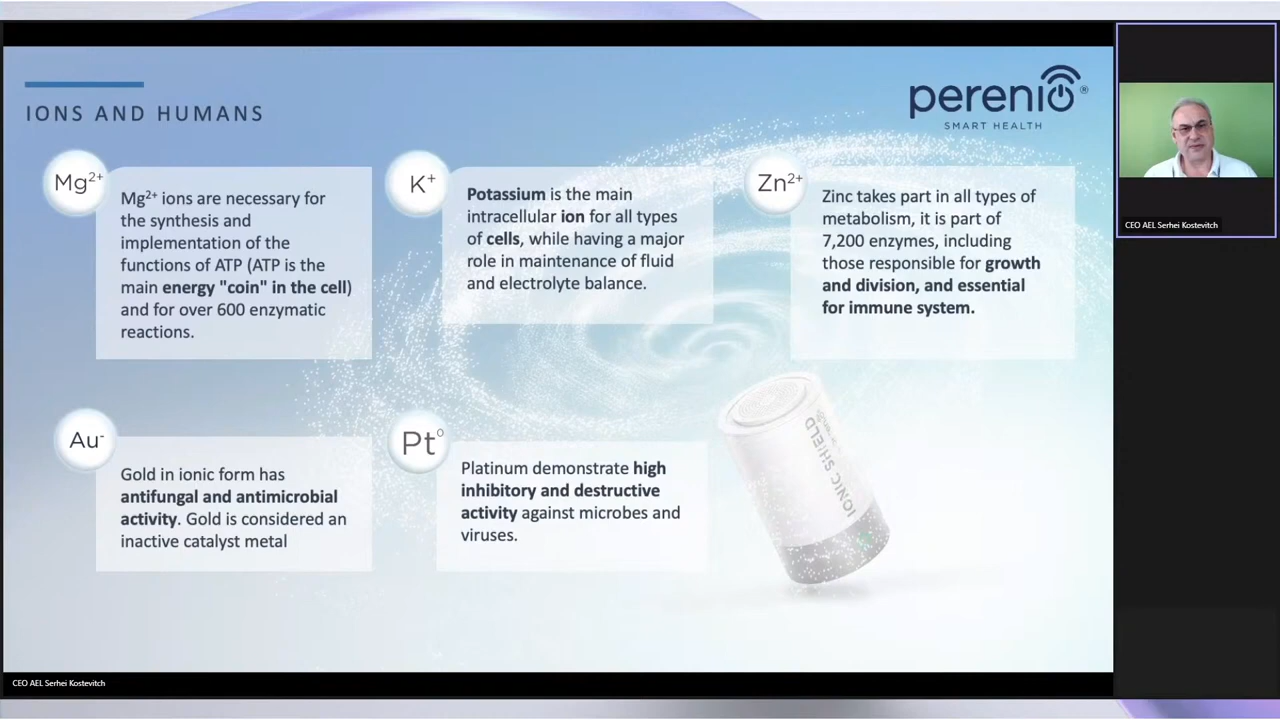 IONS AND HUMANS
perenio®
SMART HEALTH
Mg²⁺
Mg²⁺ ions are necessary for
the synthesis and
implementation of the
functions of ATP (ATP is the
main energy "coin" in the cell)
and for over 600 enzymatic
reactions.
K⁺
Potassium is the main
intracellular ion for all types
of cells, while having a major
role in maintenance of fluid
and electrolyte balance.
Zn²⁺
Zinc takes part in all types of
metabolism, it is part of
7,200 enzymes, including
those responsible for growth
and division, and essential
for immune system.
Au⁻
Gold in ionic form has
antifungal and antimicrobial
activity. Gold is considered an
inactive catalyst metal
Pt⁰
Platinum demonstrate high
inhibitory and destructive
activity against microbes and
viruses.
IONIC SHIELD
CEO AEL Serhei Kostevitch
CEO AEL Serhei Kostevitch